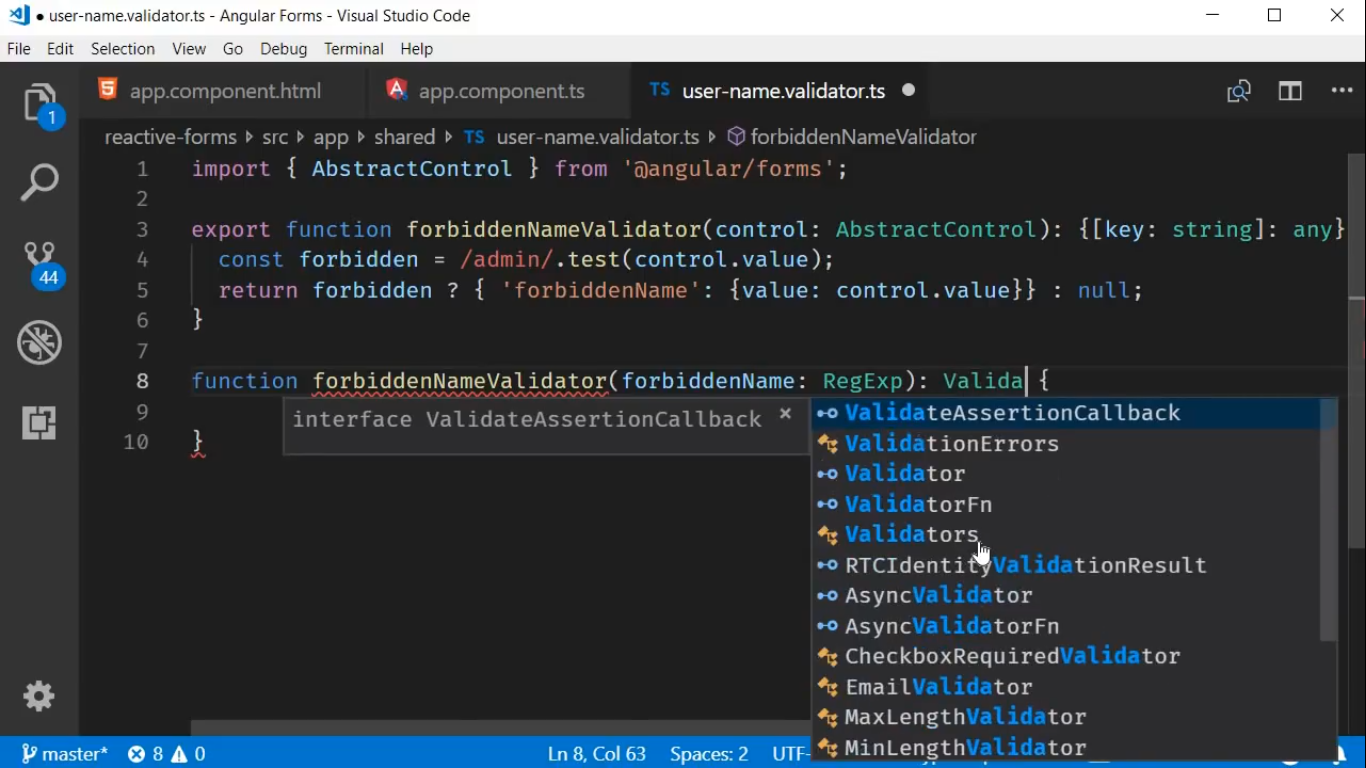 user-name.validator.ts - Angular Forms - Visual Studio Code
File Edit Selection View Go Debug Terminal Help
app.component.html app.component.ts TS user-name.validator.ts
1
reactive-forms src app shared TS user-name.validator.ts forbiddenNameValidator
1 import { AbstractControl } from '@angular/forms';
2
3 export function forbiddenNameValidator(control: AbstractControl): {[key: string]: any}
4 const forbidden = /admin/.test(control.value);
5 return forbidden ? { 'forbiddenName': {value: control.value}} : null;
44
6 }
7
8 function forbiddenNameValidator(forbiddenName: RegExp): Valida {
9
10 }
interface ValidateAssertionCallback ×
ValidateAssertionCallback
ValidationErrors
Validator
ValidatorFn
Validators
RTCIdentityValidationResult
AsyncValidator
AsyncValidatorFn
CheckboxRequiredValidator
EmailValidator
MaxLengthValidator
MinLengthValidator
master* 8 0 Ln 8, Col 63 Spaces: 2 UTF-